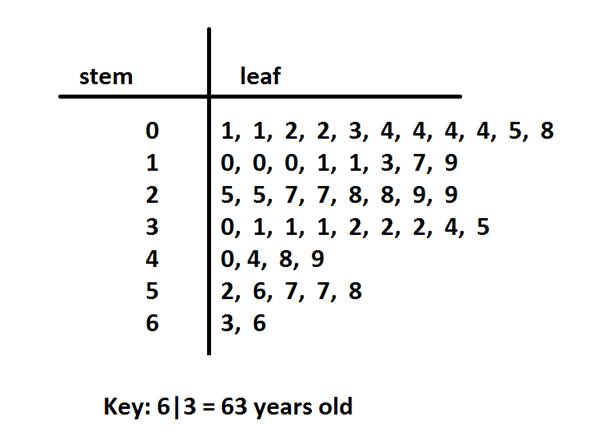 stem leaf
0 1, 1, 2, 2, 3, 4, 4, 4, 4, 5, 8
1 0, 0, 0, 1, 1, 3, 7, 9
2 5, 5, 7, 7, 8, 8, 9, 9
3 0, 1, 1, 1, 2, 2, 2, 4, 5
4 0, 4, 8, 9
5 2, 6, 7, 7, 8
6 3, 6
Key: 6|3 = 63 years old